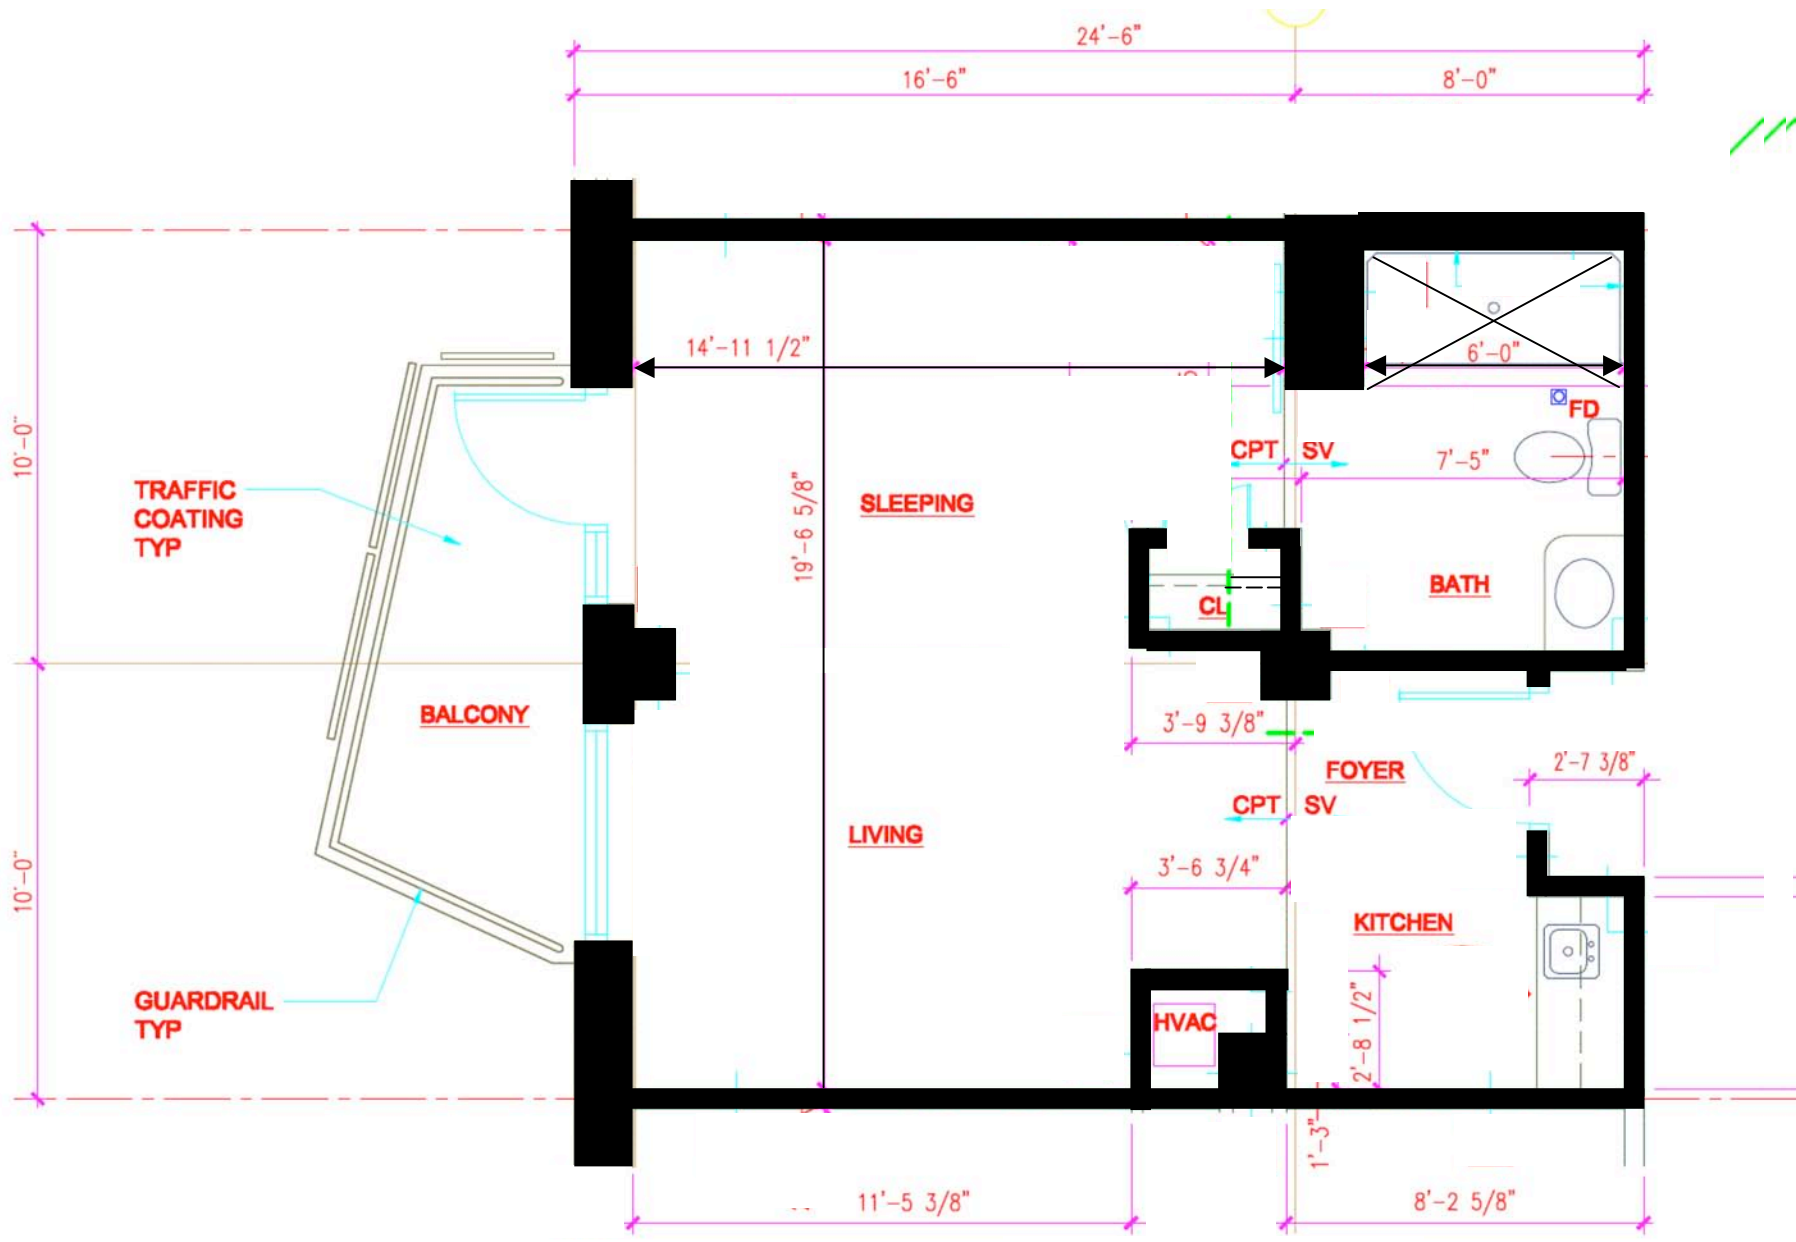 24'-6"
16'-6"
8'-0"
14'-11 1/2"
6'-0"
FD
10'-0"
CPT SV
7'-5"
TRAFFIC
COATING
TYP
19'-6 5/8"
SLEEPING
BATH
CL
BALCONY
3'-9 3/8"
FOYER
2'-7 3/8"
CPT SV
LIVING
3'-6 3/4"
10'-0"
KITCHEN
GUARDRAIL
TYP
HVAC
2'-8 1/2"
1'-3"
11'-5 3/8"
8'-2 5/8"